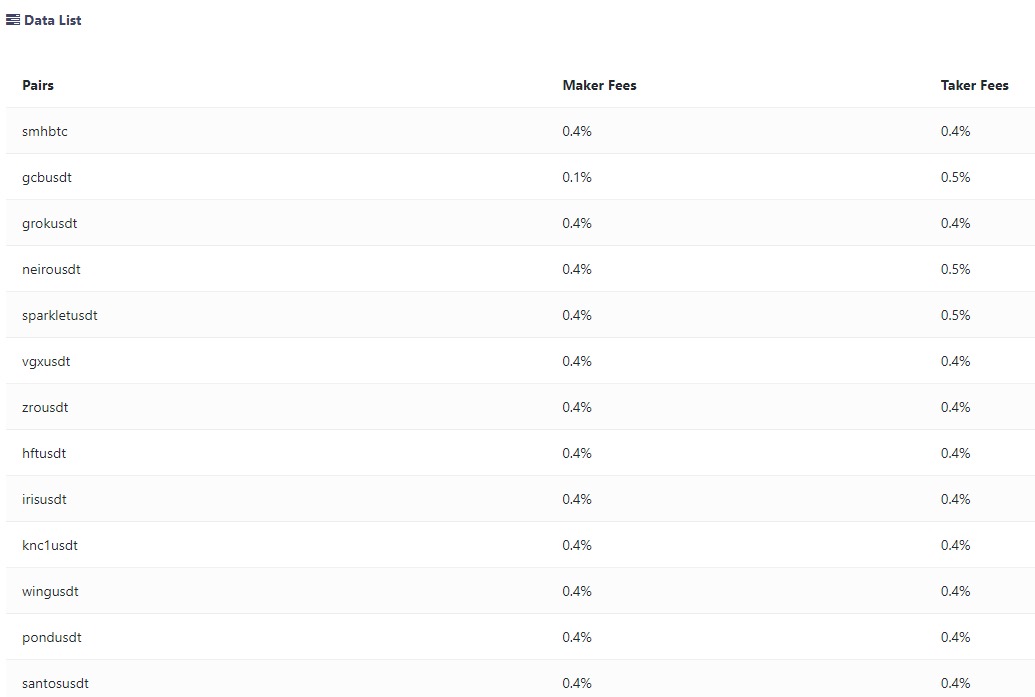 Data List
Pairs Maker Fees Taker Fees
smhbtc 0.4% 0.4%
gcbusdt 0.1% 0.5%
grokusdt 0.4% 0.4%
neirousdt 0.4% 0.5%
sparkletusdt 0.4% 0.5%
vgxusdt 0.4% 0.4%
zrousdt 0.4% 0.4%
hftusdt 0.4% 0.4%
irisusdt 0.4% 0.4%
knc1usdt 0.4% 0.4%
wingusdt 0.4% 0.4%
pondusdt 0.4% 0.4%
santosusdt 0.4% 0.4%